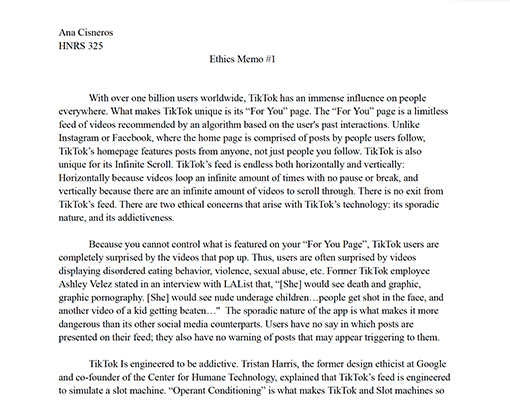 Ana Cisneros
HNRS 325
Ethics Memo #1
With over one billion users worldwide, TikTok has an immense influence on people
everywhere. What makes TikTok unique is its “For You” page. The “For You” page is a limitless
feed of videos recommended by an algorithm based on the user's past interactions. Unlike
Instagram or Facebook, where the home page is comprised of posts by people users follow,
TikTok’s homepage features posts from anyone, not just people you follow. TikTok is also
unique for its Infinite Scroll. TikTok’s feed is endless both horizontally and vertically:
Horizontally because videos loop an infinite amount of times with no pause or break, and
vertically because there are an infinite amount of videos to scroll through. There is no exit from
TikTok’s feed. There are two ethical concerns that arise with TikTok’s technology: its sporadic
nature, and its addictiveness.
Because you cannot control what is featured on your “For You Page”, TikTok users are
completely surprised by the videos that pop up. Thus, users are often surprised by videos
displaying disordered eating behavior, violence, sexual abuse, etc. Former TikTok employee
Ashley Velez stated in an interview with LAList that, “[She] would see death and graphic,
graphic pornography. [She] would see nude underage children…people get shot in the face, and
another video of a kid getting beaten…” The sporadic nature of the app is what makes it more
dangerous than its other social media counterparts. Users have no say in which posts are
presented on their feed; they also have no warning of posts that may appear triggering to them.
TikTok Is engineered to be addictive. Tristan Harris, the former design ethicist at Google
and co-founder of the Center for Humane Technology, explained that TikTok’s feed is engineered
to simulate a slot machine. “Operant Conditioning” is what makes TikTok and Slot machines so